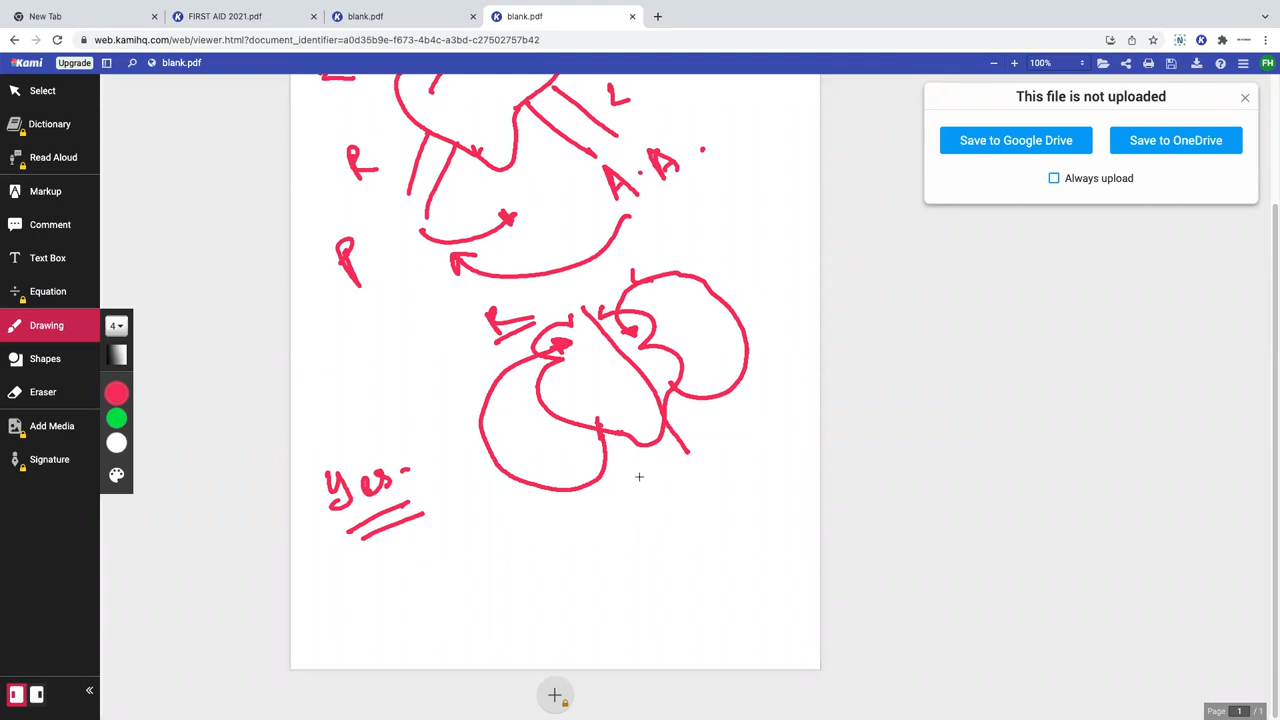 New Tab
FIRST AID 2021.pdf
blank.pdf
blank.pdf
web.kamihq.com/web/viewer.html?document_identifier=a0d35b9e-f673-4b4c-a3bd-c27502757b42
Kami
Upgrade
blank.pdf
100%
FH
Select
Dictionary
Read Aloud
Markup
Comment
Text Box
Equation
Drawing
Shapes
Eraser
Add Media
Signature
4
This file is not uploaded
Save to Google Drive
Save to OneDrive
Always upload
L
R
A.A.
P
R
L
Yes
Page 1 / 1